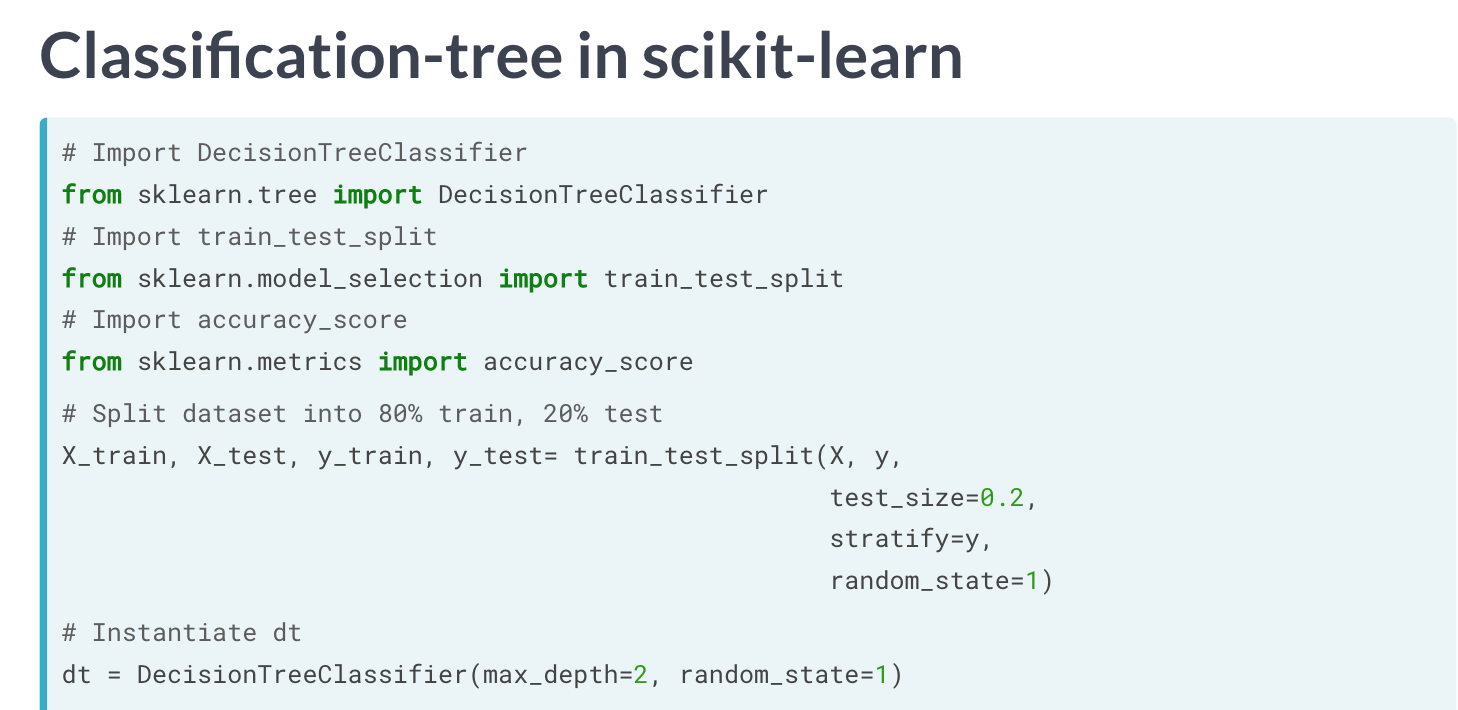 Classification-tree in scikit-learn
# Import DecisionTreeClassifier
from sklearn.tree import DecisionTreeClassifier
# Import train_test_split
from sklearn.model_selection import train_test_split
# Import accuracy_score
from sklearn.metrics import accuracy_score
# Split dataset into 80% train, 20% test
X_train, X_test, y_train, y_test= train_test_split(X, y,
test_size=0.2,
stratify=y,
random_state=1)
# Instantiate dt
dt = DecisionTreeClassifier(max_depth=2, random_state=1)